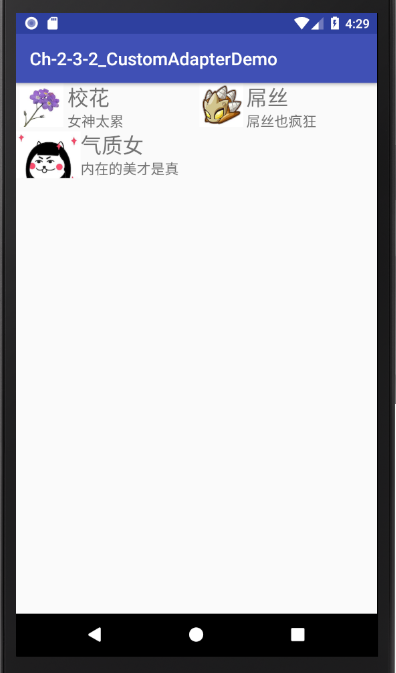 4:29
Ch-2-3-2_CustomAdapterDemo
校花
女神太累
屌丝
屌丝也疯狂
气质女
内在的美才是真